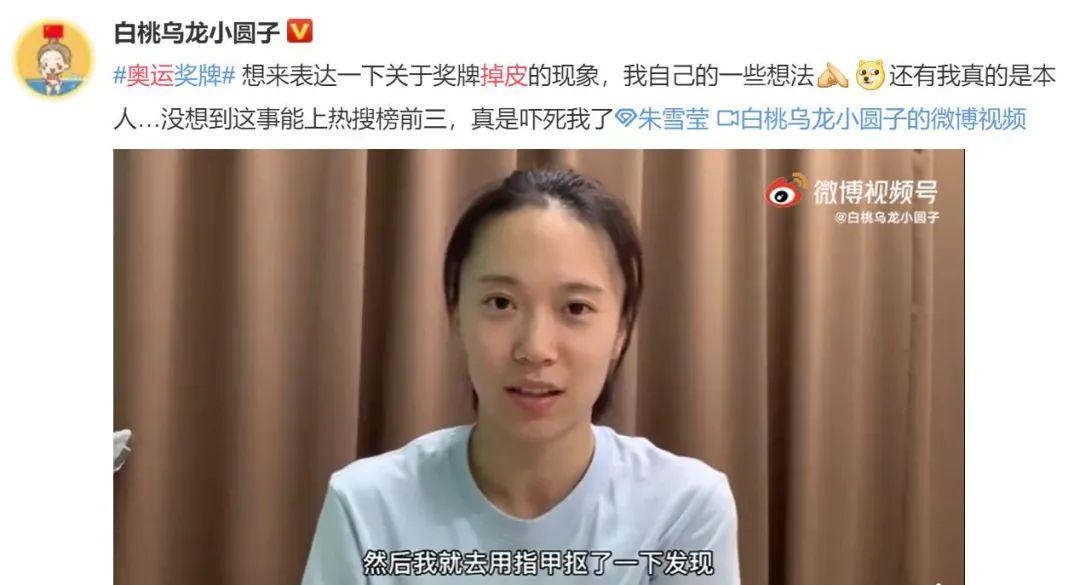 白桃乌龙小圆子
#奥运奖牌# 想来表达一下关于奖牌掉皮的现象，我自己的一些想法 还有我真的是本
人...没想到这事能上热搜榜前三，真是吓死我了 朱雪莹 白桃乌龙小圆子的微博视频
微博视频号
@白桃乌龙小圆子
然后我就去用指甲抠了一下发现